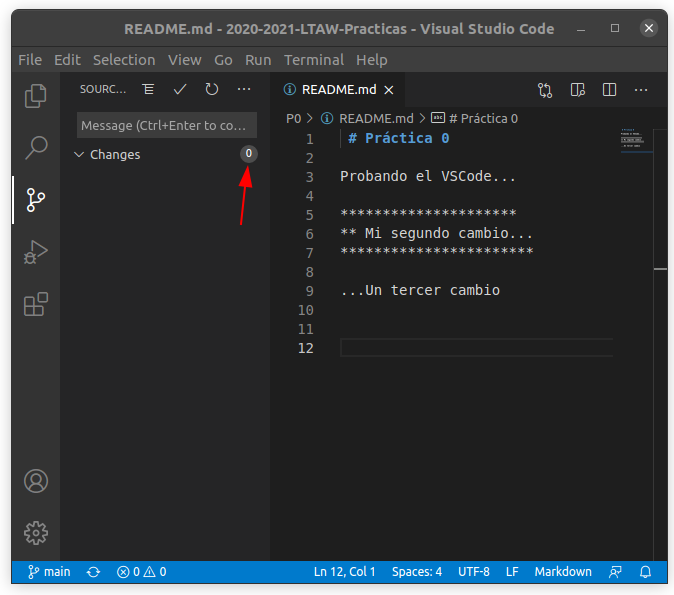 README.md - 2020-2021-LTAW-Practicas - Visual Studio Code
File Edit Selection View Go Run Terminal Help
SOURC...
README.md
Message (Ctrl+Enter to co...
P0 > README.md > abc # Práctica 0
Changes 0
1 # Práctica 0
2
3 Probando el VSCode...
4
5 *********************
6 ** Mi segundo cambio...
7 ***********************
8
9 ...Un tercer cambio
10
11
12
main 0 0 Ln 12, Col 1 Spaces: 4 UTF-8 LF Markdown